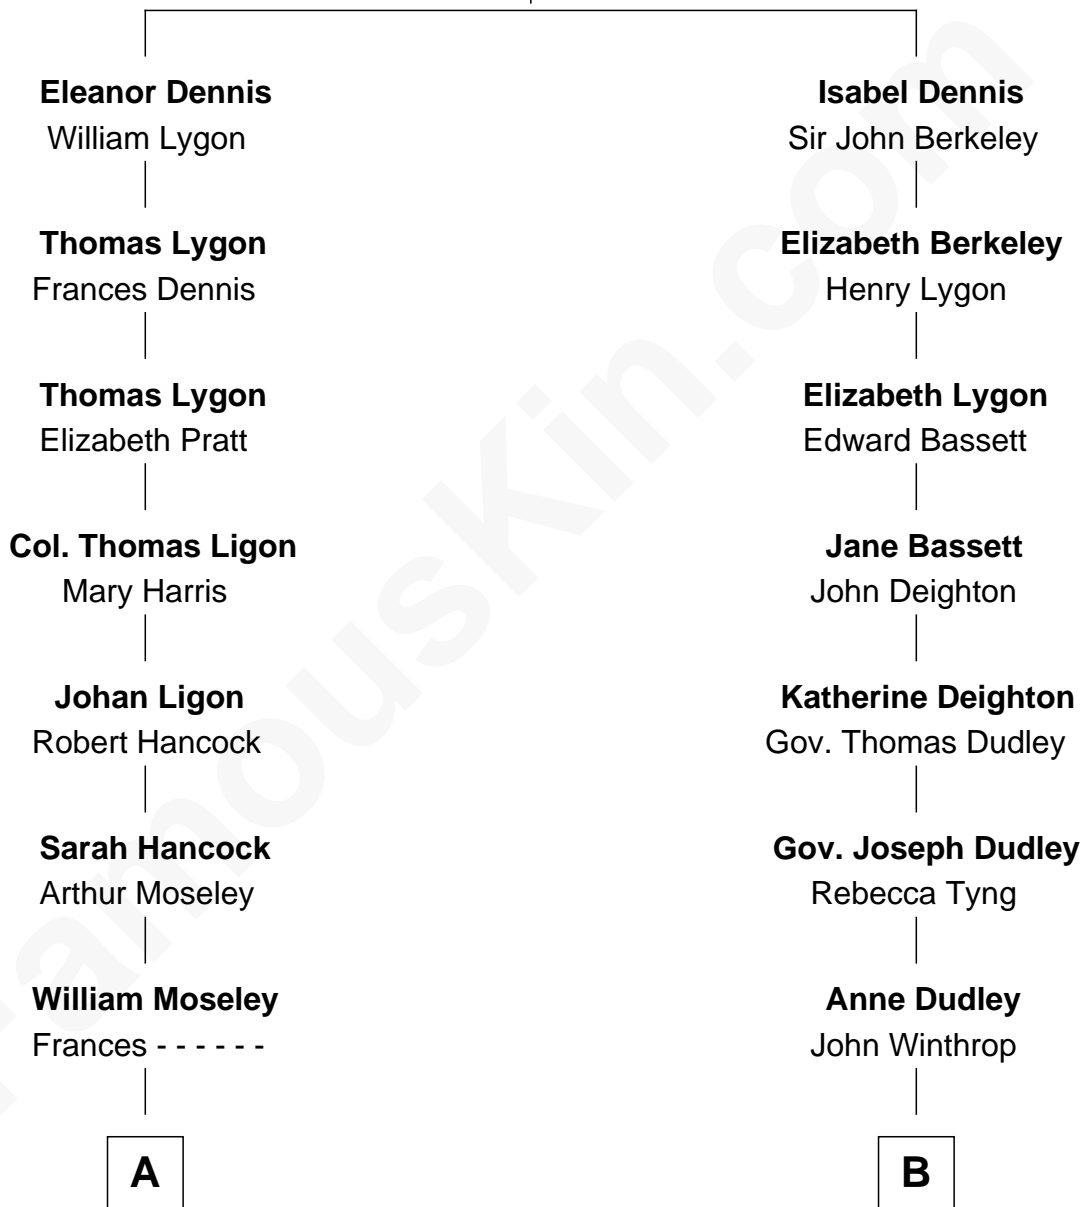 Eleanor Dennis
William Lygon
Thomas Lygon
Frances Dennis
Thomas Lygon
Elizabeth Pratt
Col. Thomas Ligon
Mary Harris
Johan Ligon
Robert Hancock
Sarah Hancock
Arthur Moseley
William Moseley
Frances - - - - - -
A
Isabel Dennis
Sir John Berkeley
Elizabeth Berkeley
Henry Lygon
Elizabeth Lygon
Edward Bassett
Jane Bassett
John Deighton
Katherine Deighton
Gov. Thomas Dudley
Gov. Joseph Dudley
Rebecca Tyng
Anne Dudley
John Winthrop
B
FamousKin.com